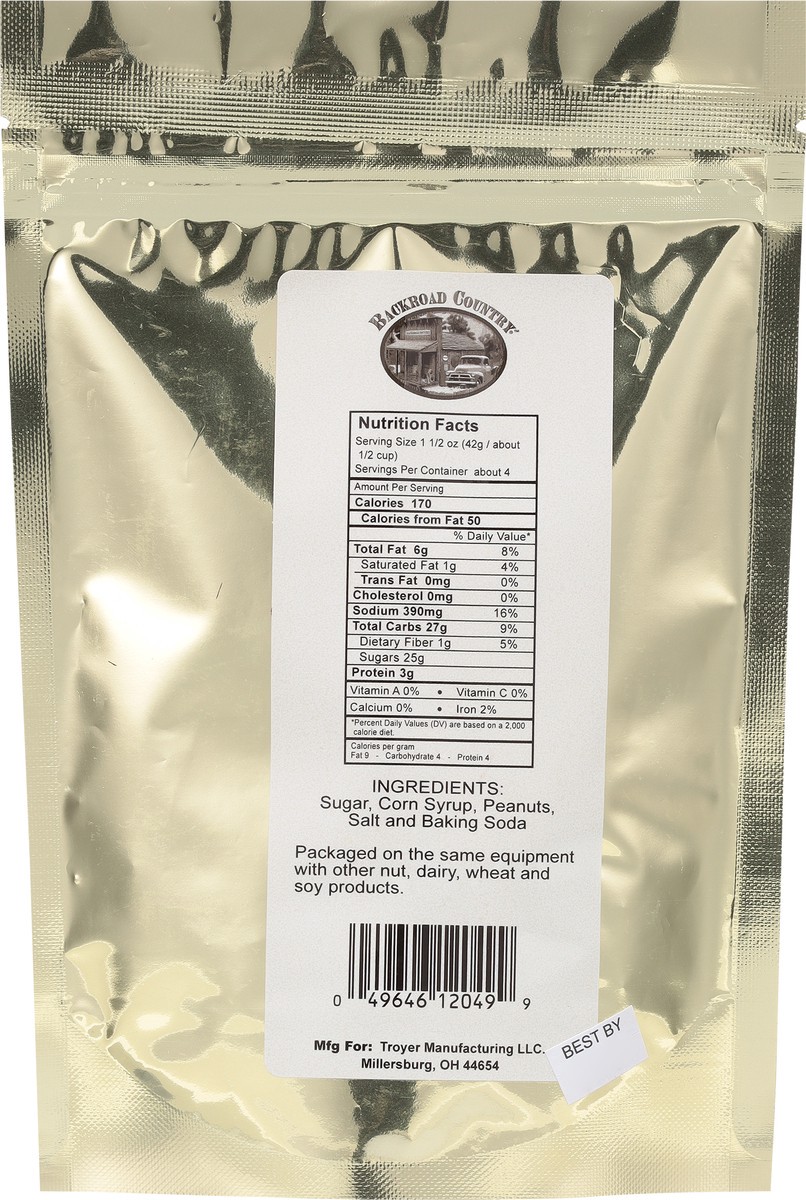 BACKROAD COUNTRY
Nutrition Facts
Serving Size 1 1/2 oz (42g / about
1/2 cup)
Servings Per Container about 4
Amount Per Serving
Calories 170
Calories from Fat 50
% Daily Value*
Total Fat 6g 8%
Saturated Fat 1g 4%
Trans Fat 0mg 0%
Cholesterol 0mg 0%
Sodium 390mg 16%
Total Carbs 27g 9%
Dietary Fiber 1g 5%
Sugars 25g
Protein 3g
Vitamin A 0% • Vitamin C 0%
Calcium 0% • Iron 2%
*Percent Daily Values (DV) are based on a 2,000
calorie diet.
Calories per gram
Fat 9 - Carbohydrate 4 - Protein 4
INGREDIENTS:
Sugar, Corn Syrup, Peanuts,
Salt and Baking Soda
Packaged on the same equipment
with other nut, dairy, wheat and
soy products.
0 49646 12049 9
Mfg For: Troyer Manufacturing LLC.
Millersburg, OH 44654
BEST BY